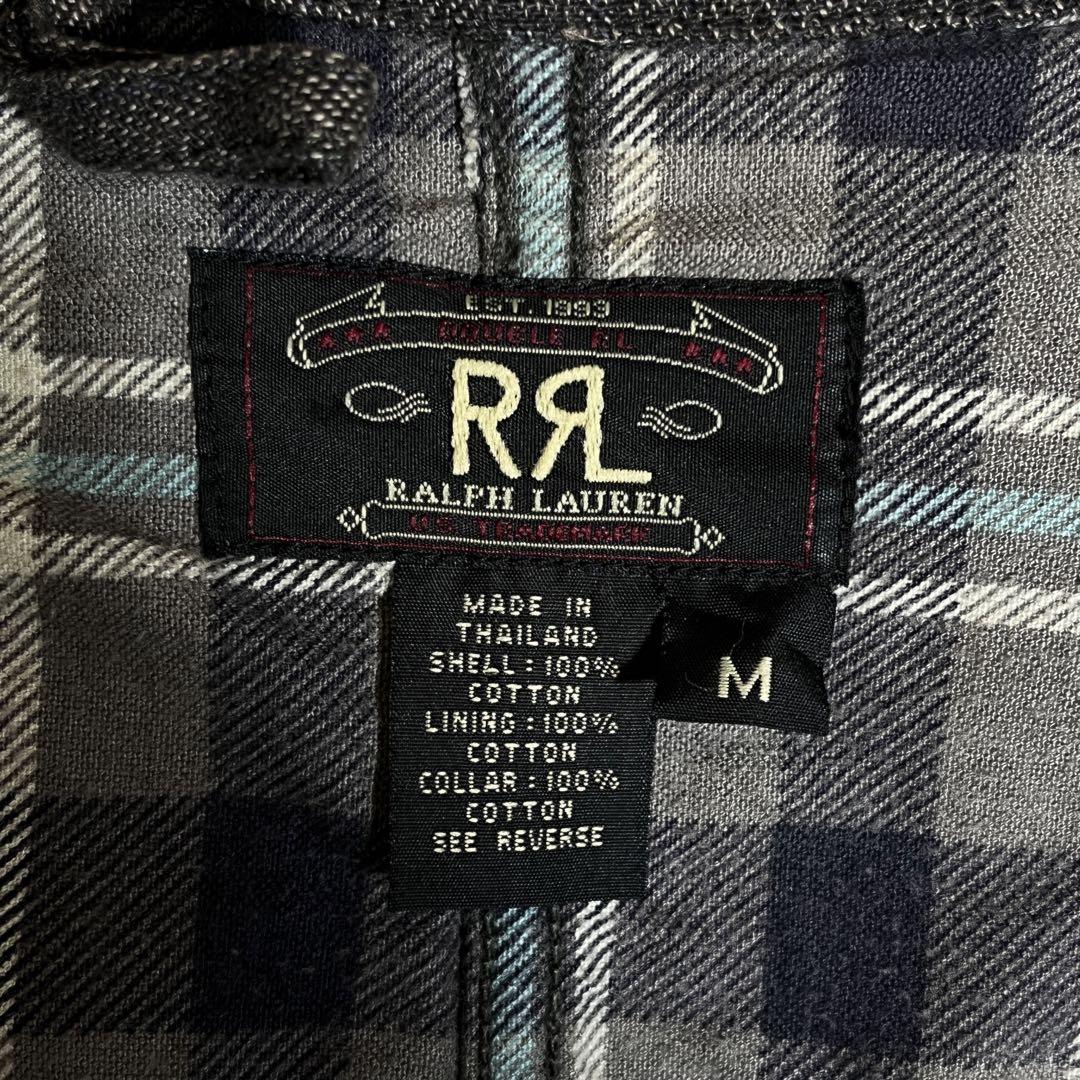 EST. 1993
DOUBLE RL
RRL
RALPH LAUREN
U.S. TRADEMARK
MADE IN
THAILAND
SHELL : 100%
COTTON
LINING : 100%
COTTON
COLLAR : 100%
COTTON
SEE REVERSE
M